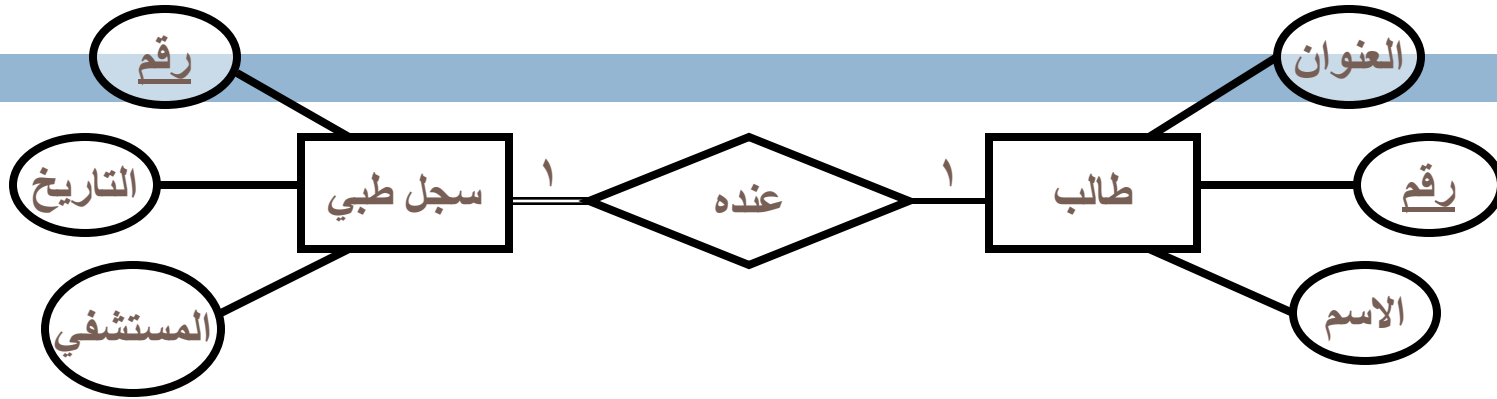 العنوان
رقم
رقم
التاريخ
سجل طبي
١
عنده
١
طالب
المستشفي
الاسم